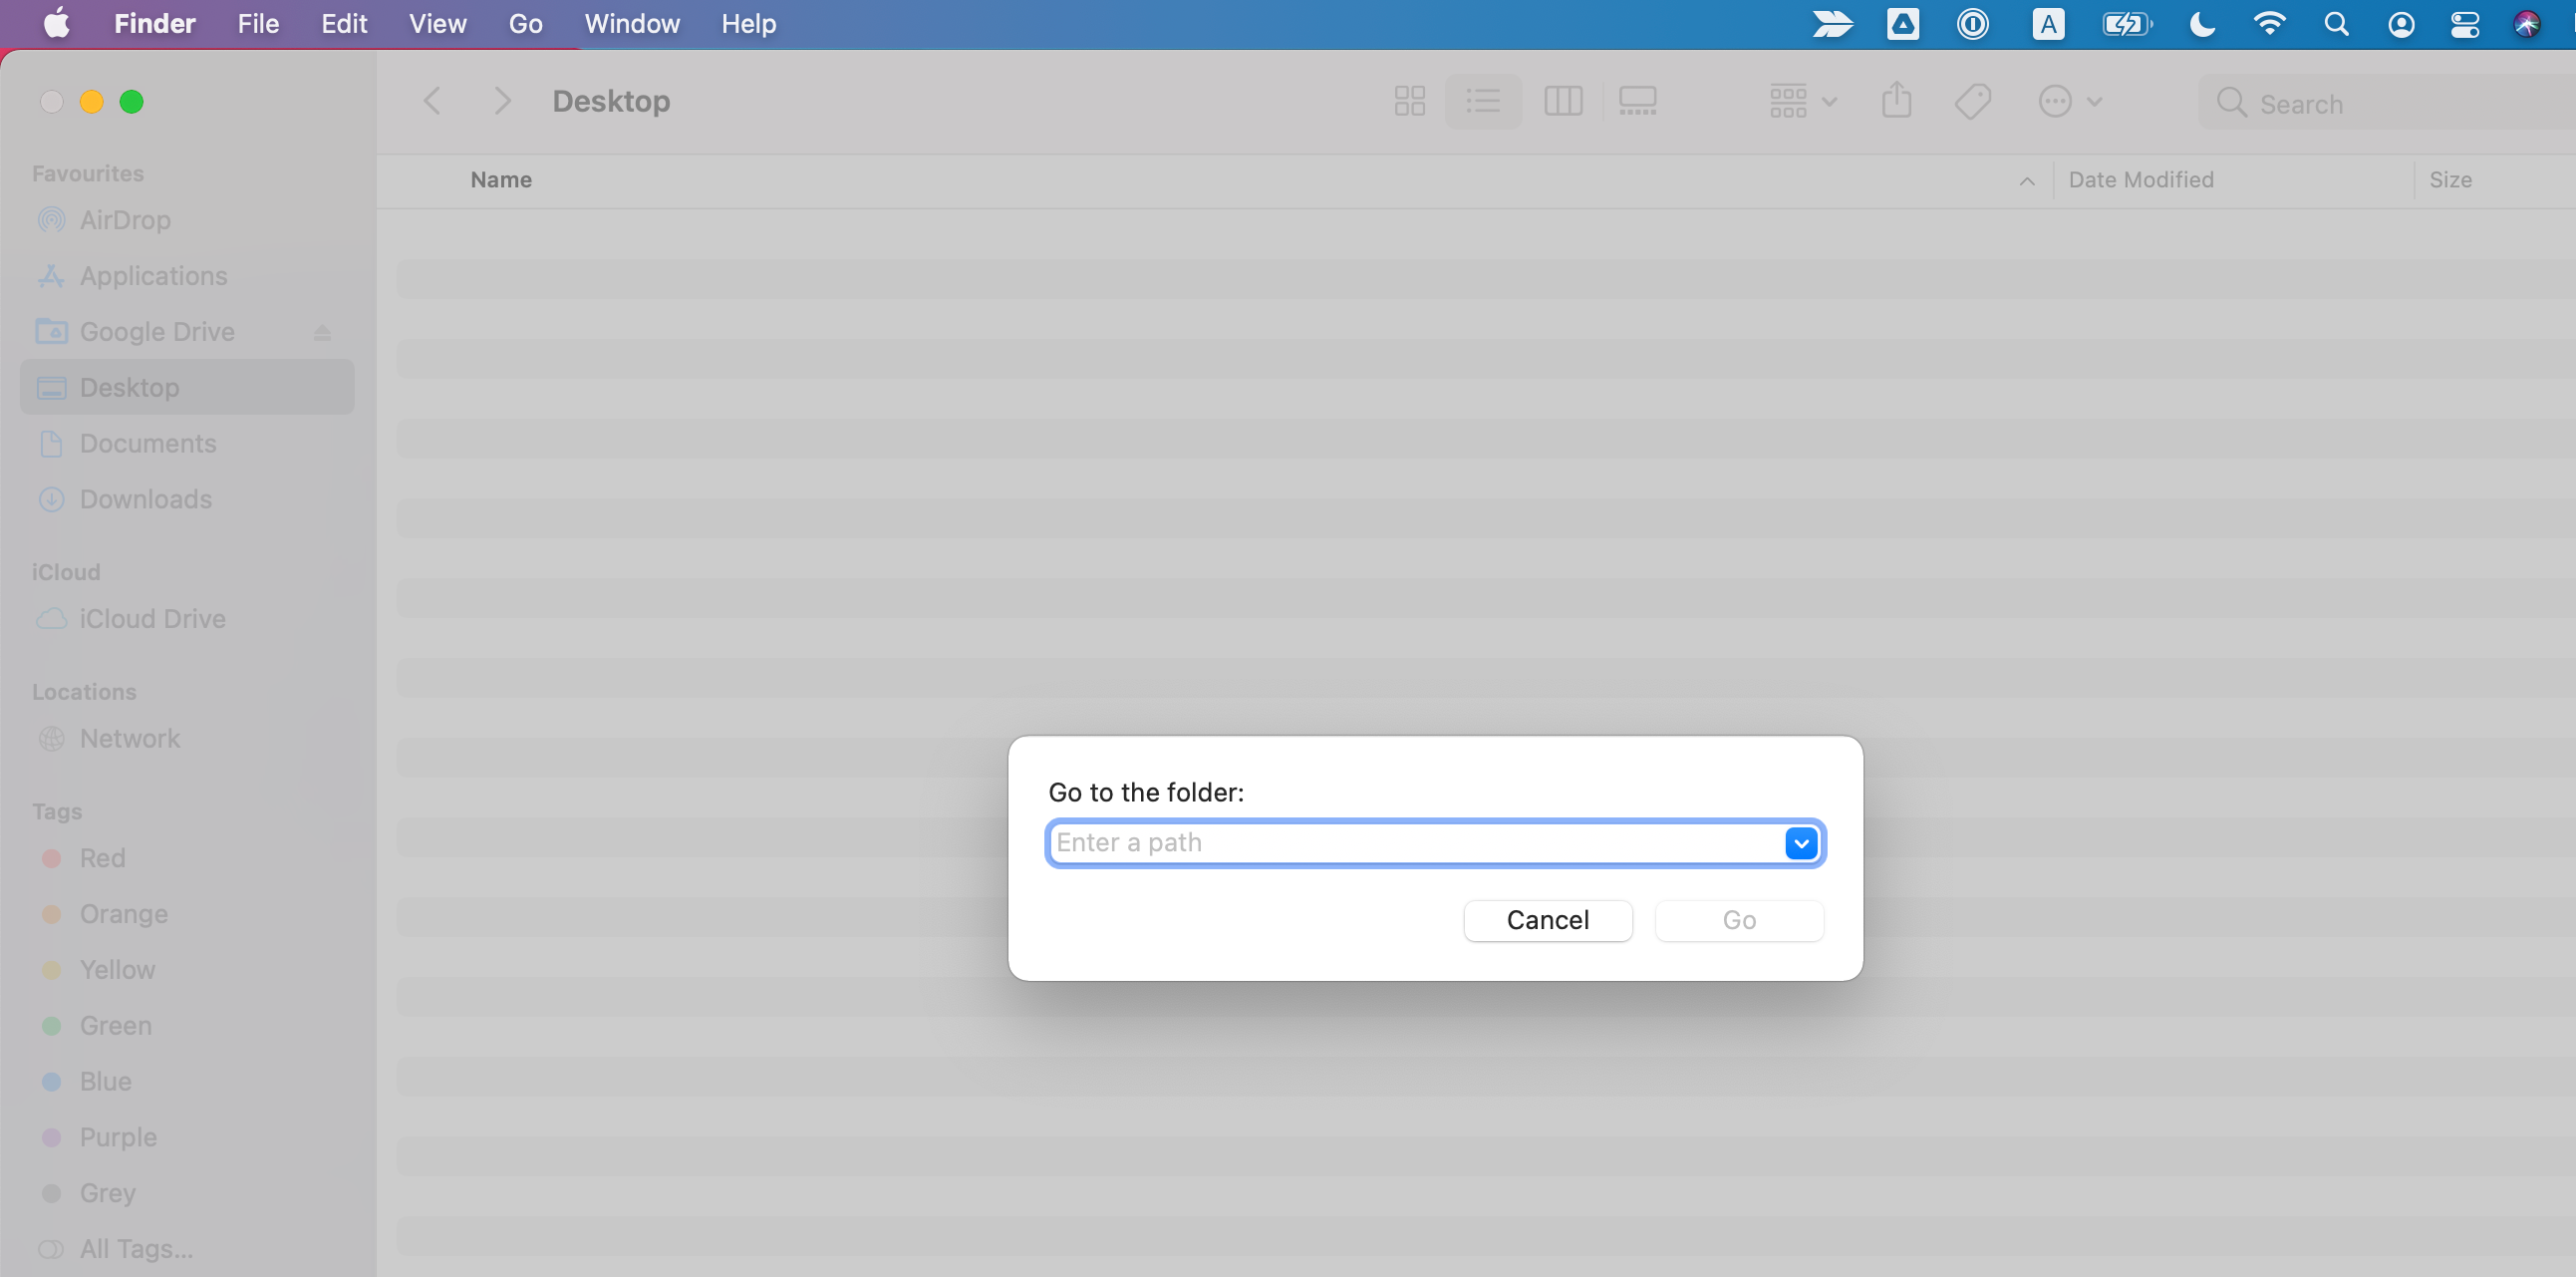 Finder File Edit View Go Window Help
A
Desktop
Search
Name Date Modified Size
Favourites
AirDrop
Applications
Google Drive
Desktop
Documents
Downloads
iCloud
iCloud Drive
Locations
Network
Tags
Red
Orange
Yellow
Green
Blue
Purple
Grey
All Tags...
Go to the folder:
Enter a path
Cancel Go